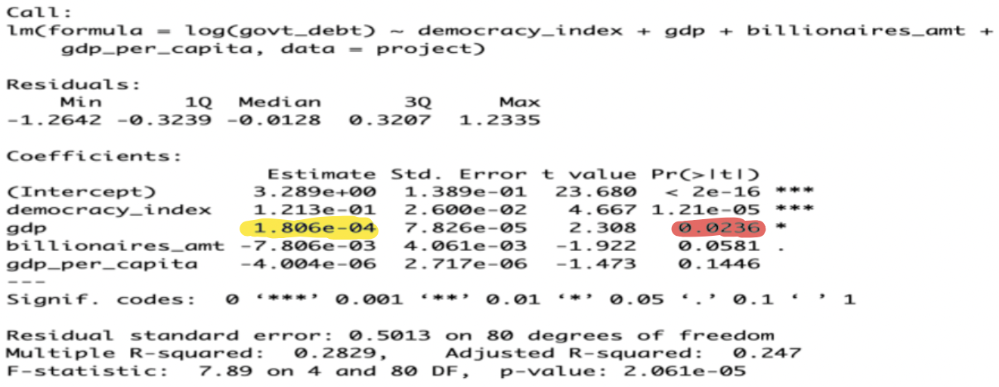 Call:
lm(formula = log(govt_debt) ~ democracy_index + gdp + billionaires_amt +
    gdp_per_capita, data = project)
Residuals:
    Min      1Q  Median      3Q     Max
-1.2642 -0.3239 -0.0128  0.3207  1.2335
Coefficients:
                   Estimate Std. Error t value Pr(>|t|)
(Intercept)       3.289e+00  1.389e-01  23.680  < 2e-16 ***
democracy_index   1.213e-01  2.600e-02   4.667 1.21e-05 ***
gdp               1.806e-04  7.826e-05   2.308   0.0236 *
billionaires_amt -7.806e-03  4.061e-03  -1.922   0.0581 .
gdp_per_capita   -4.004e-06  2.717e-06  -1.473   0.1446
---
Signif. codes:  0 ‘***’ 0.001 ‘**’ 0.01 ‘*’ 0.05 ‘.’ 0.1 ‘ ’ 1
Residual standard error: 0.5013 on 80 degrees of freedom
Multiple R-squared:  0.2829,    Adjusted R-squared:  0.247
F-statistic:  7.89 on 4 and 80 DF,  p-value: 2.061e-05